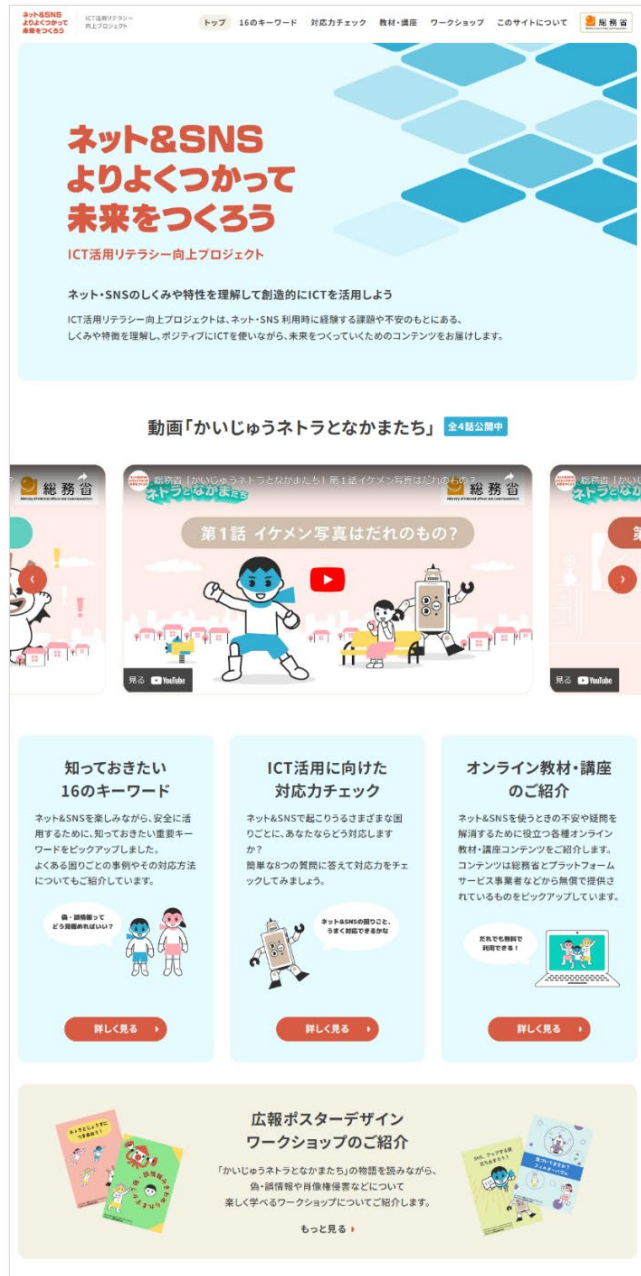 ネット&SNS
よりよくつかって
未来をつくろう
ICT活用リテラシー
向上プロジェクト
トップ 16のキーワード 対応力チェック 教材・講座 ワークショップ このサイトについて 総務省
ネット&SNS
よりよくつかって
未来をつくろう
ICT活用リテラシー向上プロジェクト
ネット・SNSのしくみや特性を理解して創造的にICTを活用しよう
ICT活用リテラシー向上プロジェクトは、ネット・SNS 利用時に経験する課題や不安のもとにある、
しくみや特徴を理解し、ポジティブにICTを使いながら、未来をつくっていくためのコンテンツをお届けします。
動画「かいじゅうネトラとなかまたち」 全4話公開中
総務省
総務省「かいじゅうネトラとなかまたち」第1話 イケメン写真はだれのもの?
ネトラとなかまたち
総務省
第1話 イケメン写真はだれのもの?
見る YouTube
見る YouTube
知っておきたい
16のキーワード
ネット&SNSを楽しみながら、安全に活
用するために、知っておきたい重要キー
ワードをピックアップしました。
よくある困りごとの事例やその対応方法
についてもご紹介しています。
偽・誤情報って
どう見極めればいい?
詳しく見る
ICT活用に向けた
対応力チェック
ネット&SNSで起こりうるさまざまな困
りごとに、あなたならどう対応します
か?
簡単な8つの質問に答えて対応力をチェ
ックしてみましょう。
ネット&SNSの困りごと、
うまく対応できるかな
詳しく見る
オンライン教材・講座
のご紹介
ネット&SNSを使うときの不安や疑問を
解消するために役立つ各種オンライン
教材・講座コンテンツをご紹介します。
コンテンツは総務省とプラットフォーム
サービス事業者などから無償で提供さ
れているものをピックアップしています。
だれでも無料で
利用できる!
詳しく見る
広報ポスターデザイン
ワークショップのご紹介
「かいじゅうネトラとなかまたち」の物語を読みながら、
偽・誤情報や肖像権侵害などについて
楽しく学べるワークショップについてご紹介します。
もっと見る